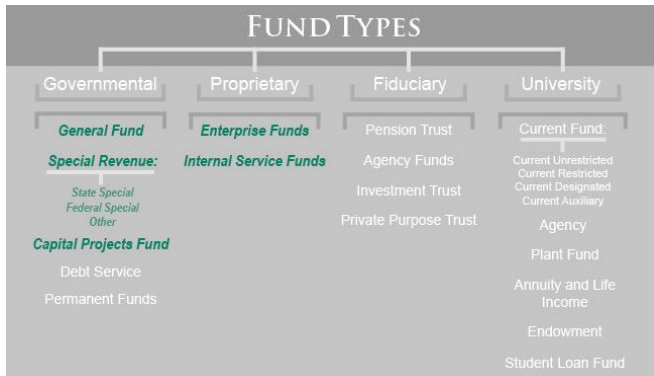 FUND TYPES
Governmental
General Fund
Special Revenue:
State Special
Federal Special
Other
Capital Projects Fund
Debt Service
Permanent Funds
Proprietary
Enterprise Funds
Internal Service Funds
Fiduciary
Pension Trust
Agency Funds
Investment Trust
Private Purpose Trust
University
Current Fund:
Current Unrestricted
Current Restricted
Current Designated
Current Auxiliary
Agency
Plant Fund
Annuity and Life
Income
Endowment
Student Loan Fund